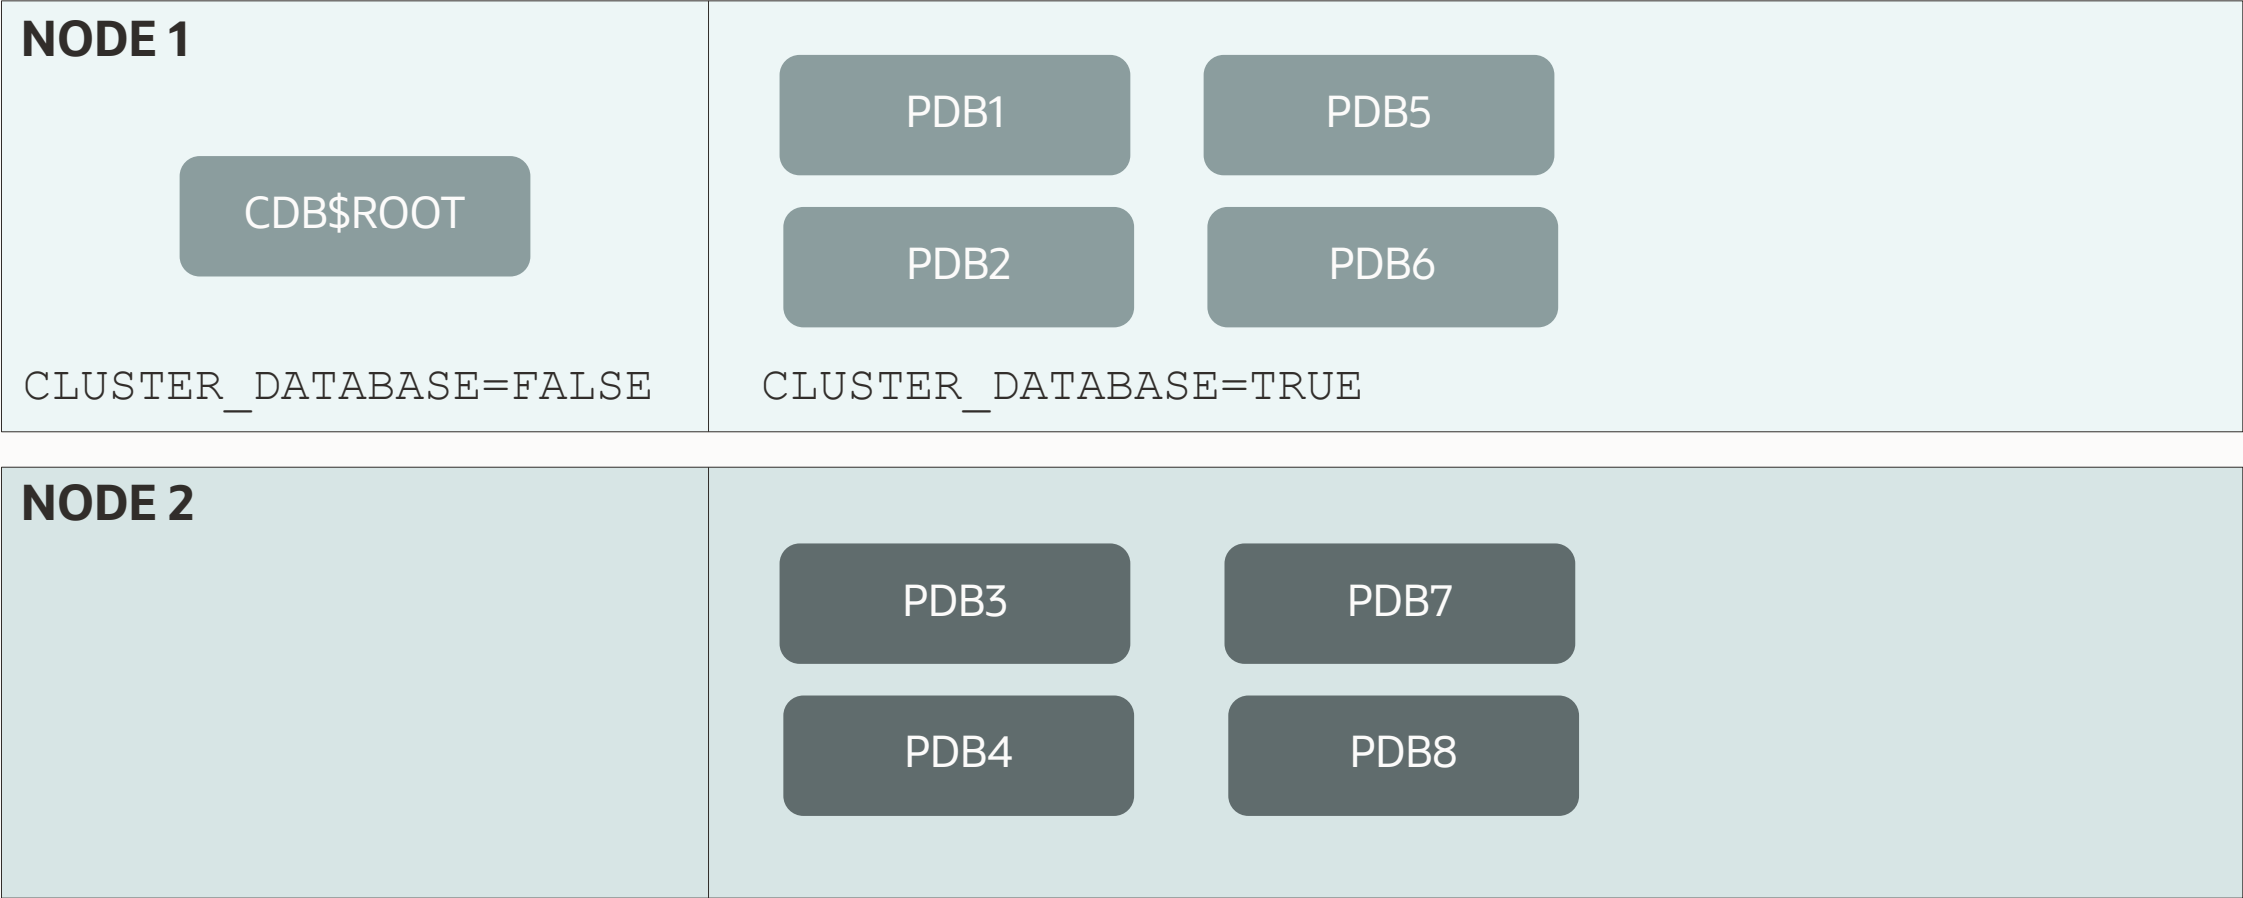 NODE 1
CDB$ROOT
CLUSTER_DATABASE=FALSE
PDB1
PDB5
PDB2
PDB6
CLUSTER_DATABASE=TRUE
NODE 2
PDB3
PDB7
PDB4
PDB8